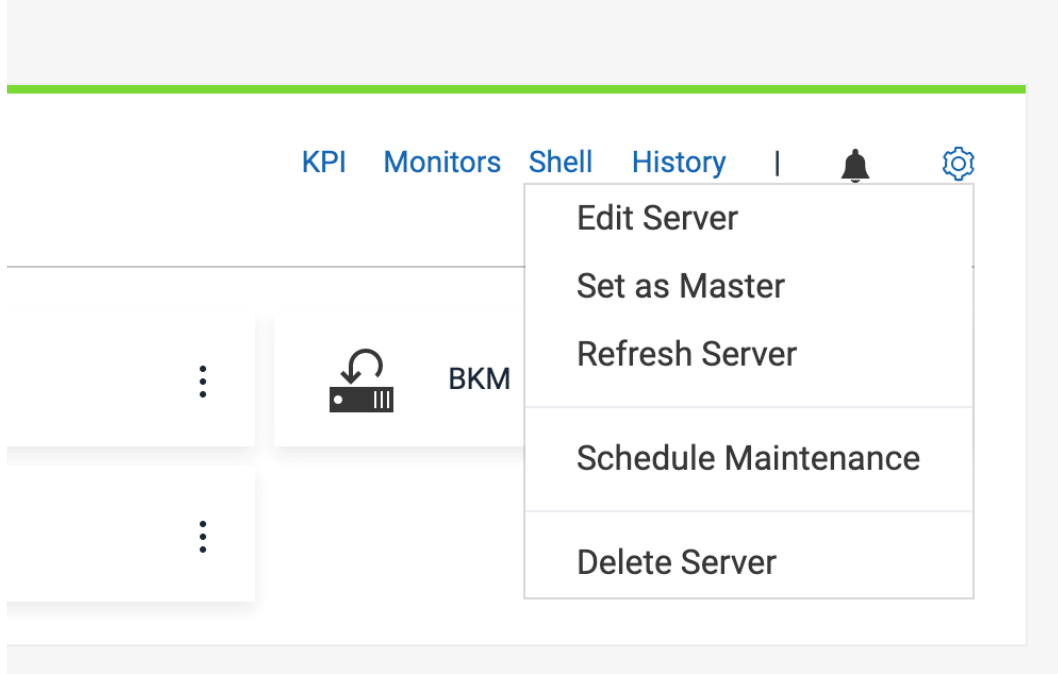 KPI Monitors Shell History |
Edit Server
Set as Master
Refresh Server
BKM
Schedule Maintenance
Delete Server